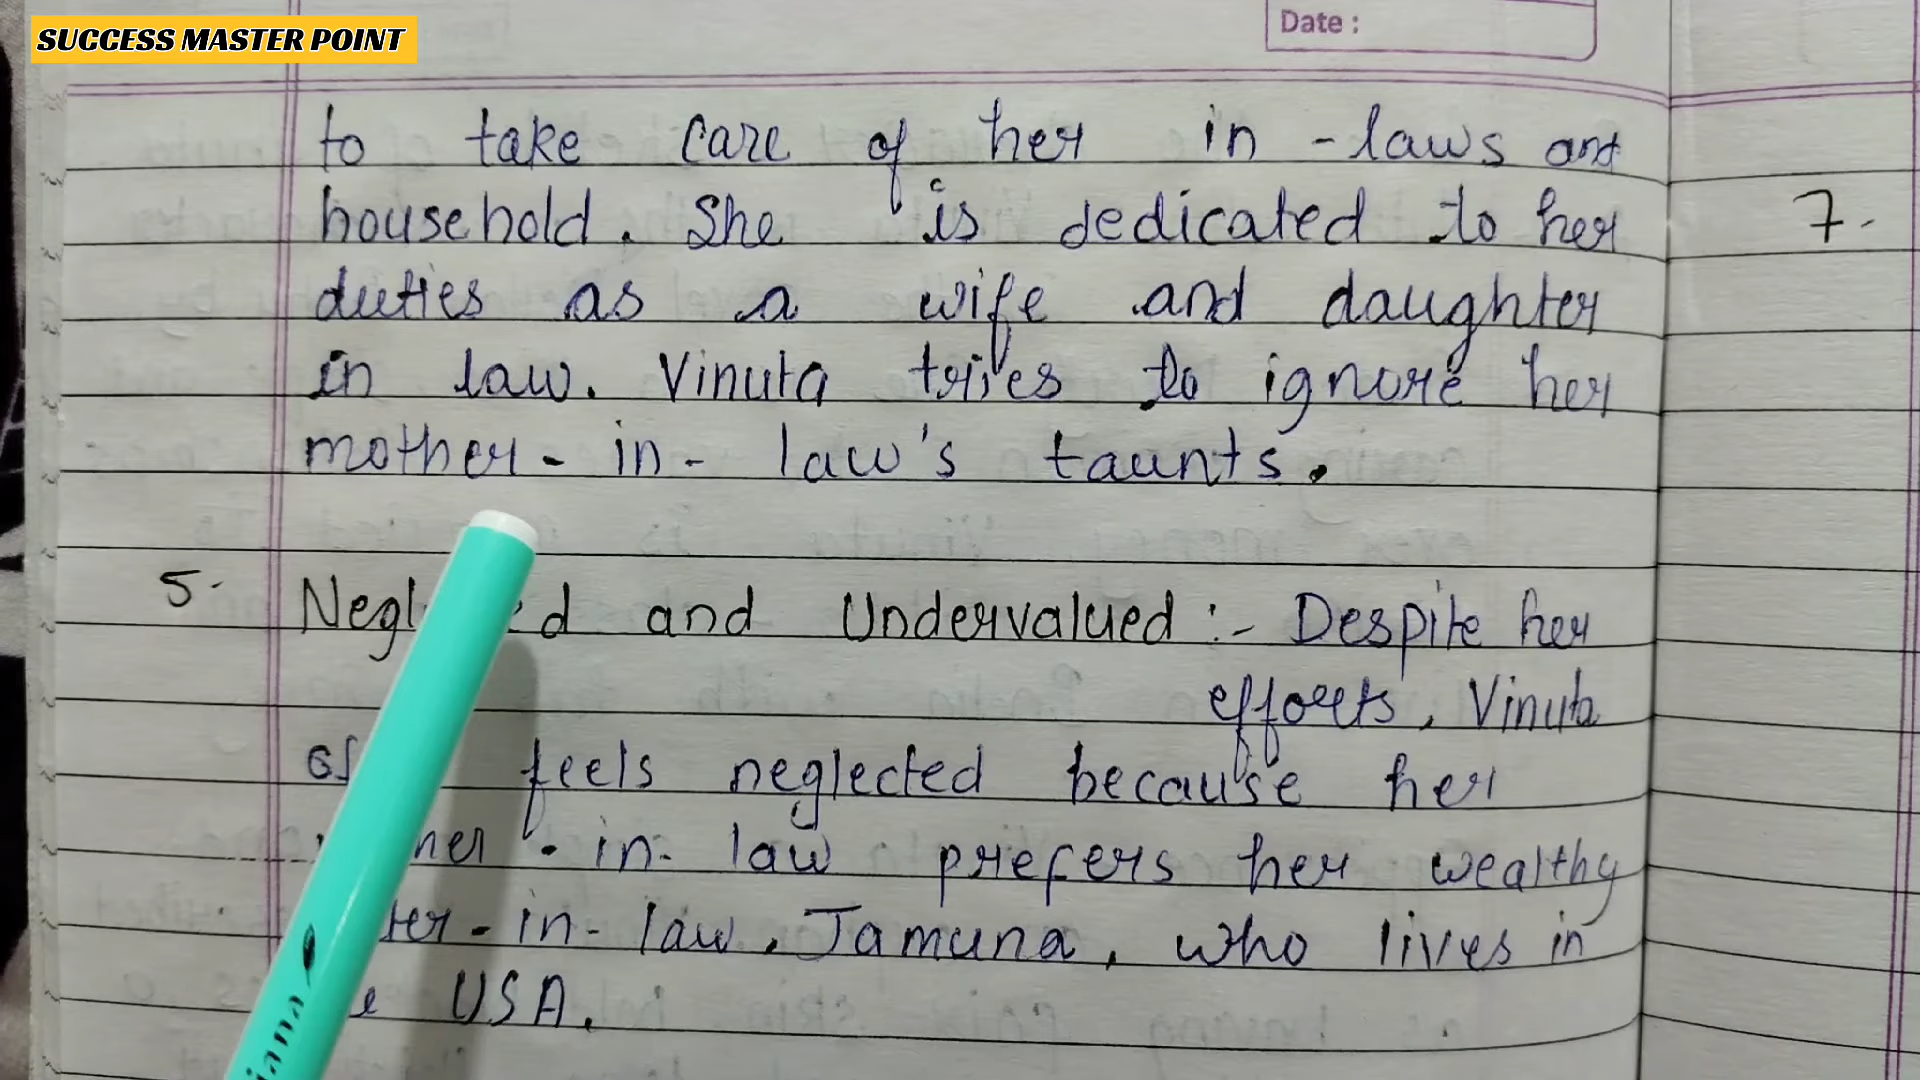 SUCCESS MASTER POINT
Date :
to take care of her in - laws and
household. She is dedicated to her
duties as a wife and daughter
in law. Vinuta tries to ignore her
mother - in - law's taunts.
7.
5. and Undervalued :- Despite her
efforts, Vinuta
feels neglected because her
- in - law prefers her wealthy
- in - law, Jamuna, who lives in
USA.